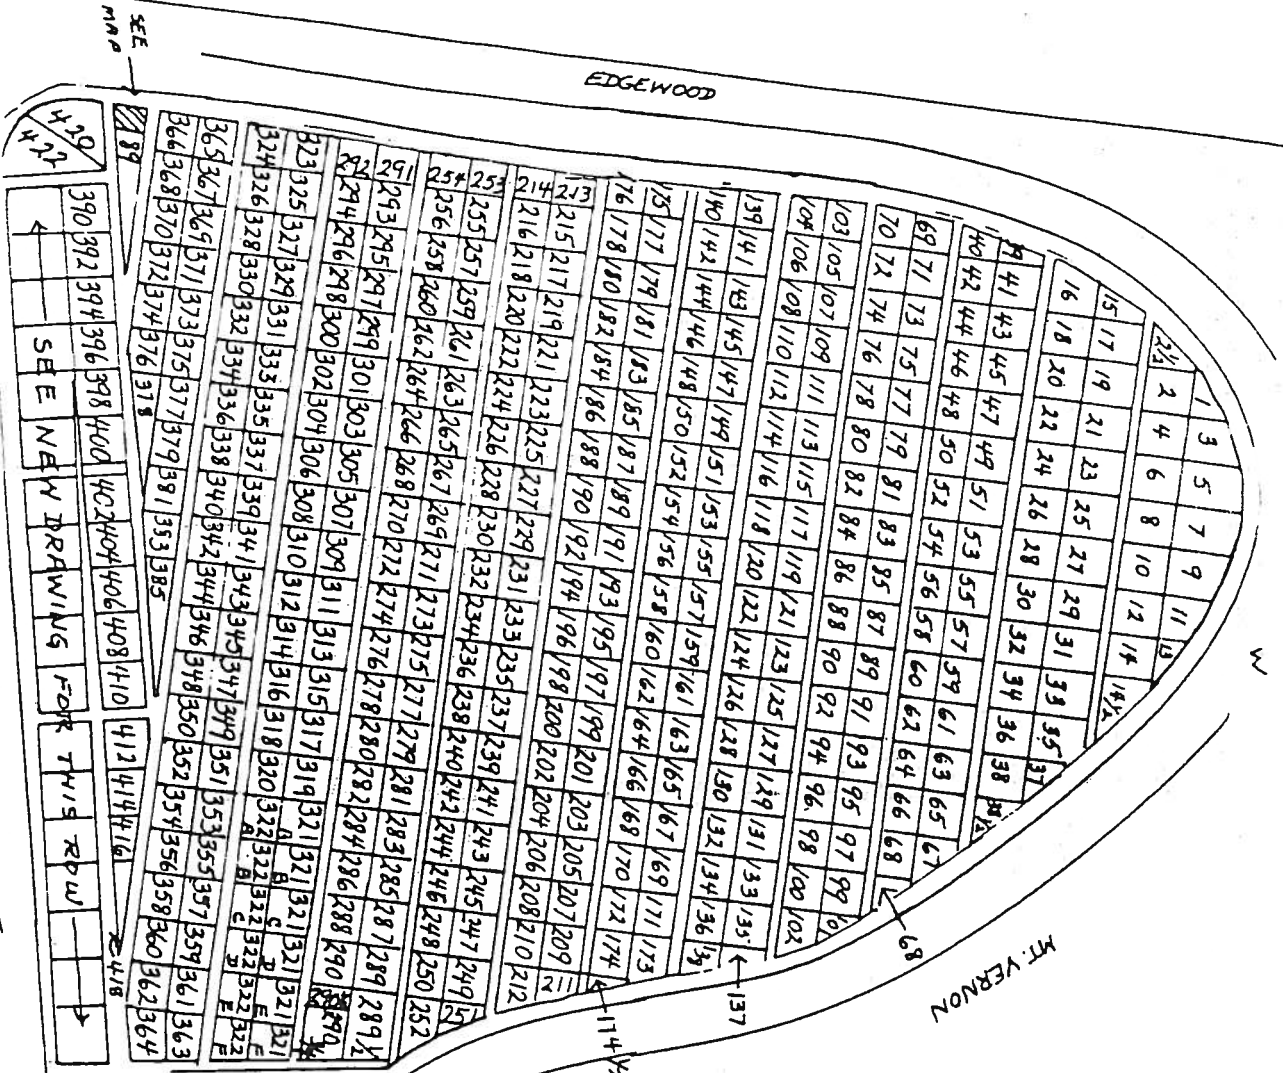 EDGEWOOD
SEE
MAP
W
MT. VERNON
420
422
89
390 392 394 396 398 400 402 404 406 408 410 412 414 416
418
SEE NEW DRAWING FOR THIS ROW
366 368 370 372 374 376 378
365 367 369 371 373 375 377 379 381 383 385
346 348 350 352 354 356 358 360 362 364
324 326 328 330 332 334 336 338 340 342 344
323 325 327 329 331 333 335 337 339 341 343 345 347 349 351 353 355 357 359 361 363
292 294 296 298 300 302 304 306 308 310 312 314 316 318 320 322 A 322 B 322 C 322 D 322 E 322 F
291 293 295 297 299 301 303 305 307 309 311 313 315 317 319 321 A 321 B 321 C 321 D 321 E 321 F
254 256 258 260 262 264 266 268 270 272 274 276 278 280 282 284 286 288 290
253 255 257 259 261 263 265 267 269 271 273 275 277 279 281 283 285 287 289 289 1/2
214 216 218 220 222 224 226 228 230 232 234 236 238 240 242 244 246 248 250 252
213 215 217 219 221 223 225 227 229 231 233 235 237 239 241 243 245 247 249 251
176 178 180 182 184 186 188 190 192 194 196 198 200 202 204 206 208 210 212
175 177 179 181 183 185 187 189 191 193 195 197 199 201 203 205 207 209 211
140 142 144 146 148 150 152 154 156 158 160 162 164 166 168 170 172 174
139 141 143 145 147 149 151 153 155 157 159 161 163 165 167 169 171 173
104 106 108 110 112 114 116 118 120 122 124 126 128 130 132 134 136
103 105 107 109 111 113 115 117 119 121 123 125 127 129 131 133 135
137
70 72 74 76 78 80 82 84 86 88 90 92 94 96 98 100 102
69 71 73 75 77 79 81 83 85 87 89 91 93 95 97 99
40 42 44 46 48 50 52 54 56 58 60 62 64 66 68
39 41 43 45 47 49 51 53 55 57 59 61 63 65 67
68
16 18 20 22 24 26 28 30 32 34 36 38
15 17 19 21 23 25 27 29 31 33 35 37
2 1/2 2 4 6 8 10 12 14 14 1/2
1 3 5 7 9 11 13